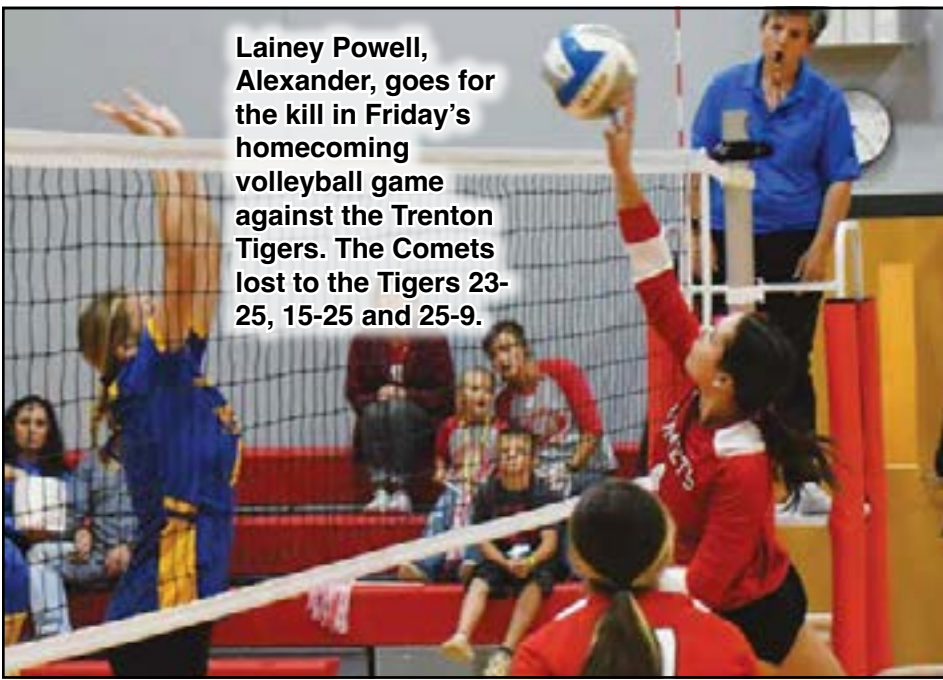 Lainey Powell,
Alexander, goes for
the kill in Friday's
homecoming
volleyball game
against the Trenton
Tigers. The Comets
lost to the Tigers 23-
25, 15-25 and 25-9.
COMETS